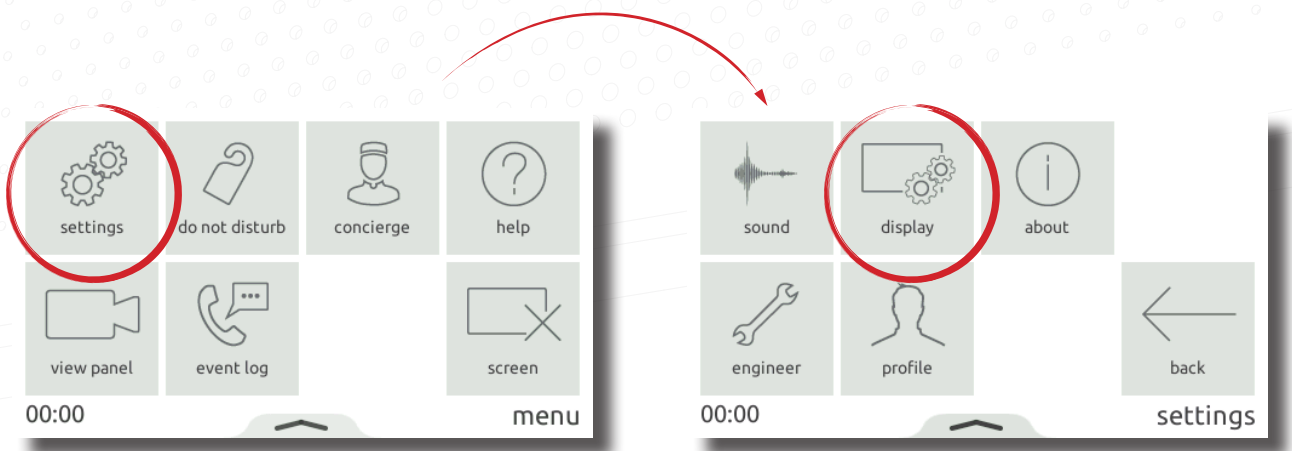 settings
do not disturb
concierge
help
view panel
event log
screen
00:00
menu
sound
display
about
engineer
profile
back
00:00
settings